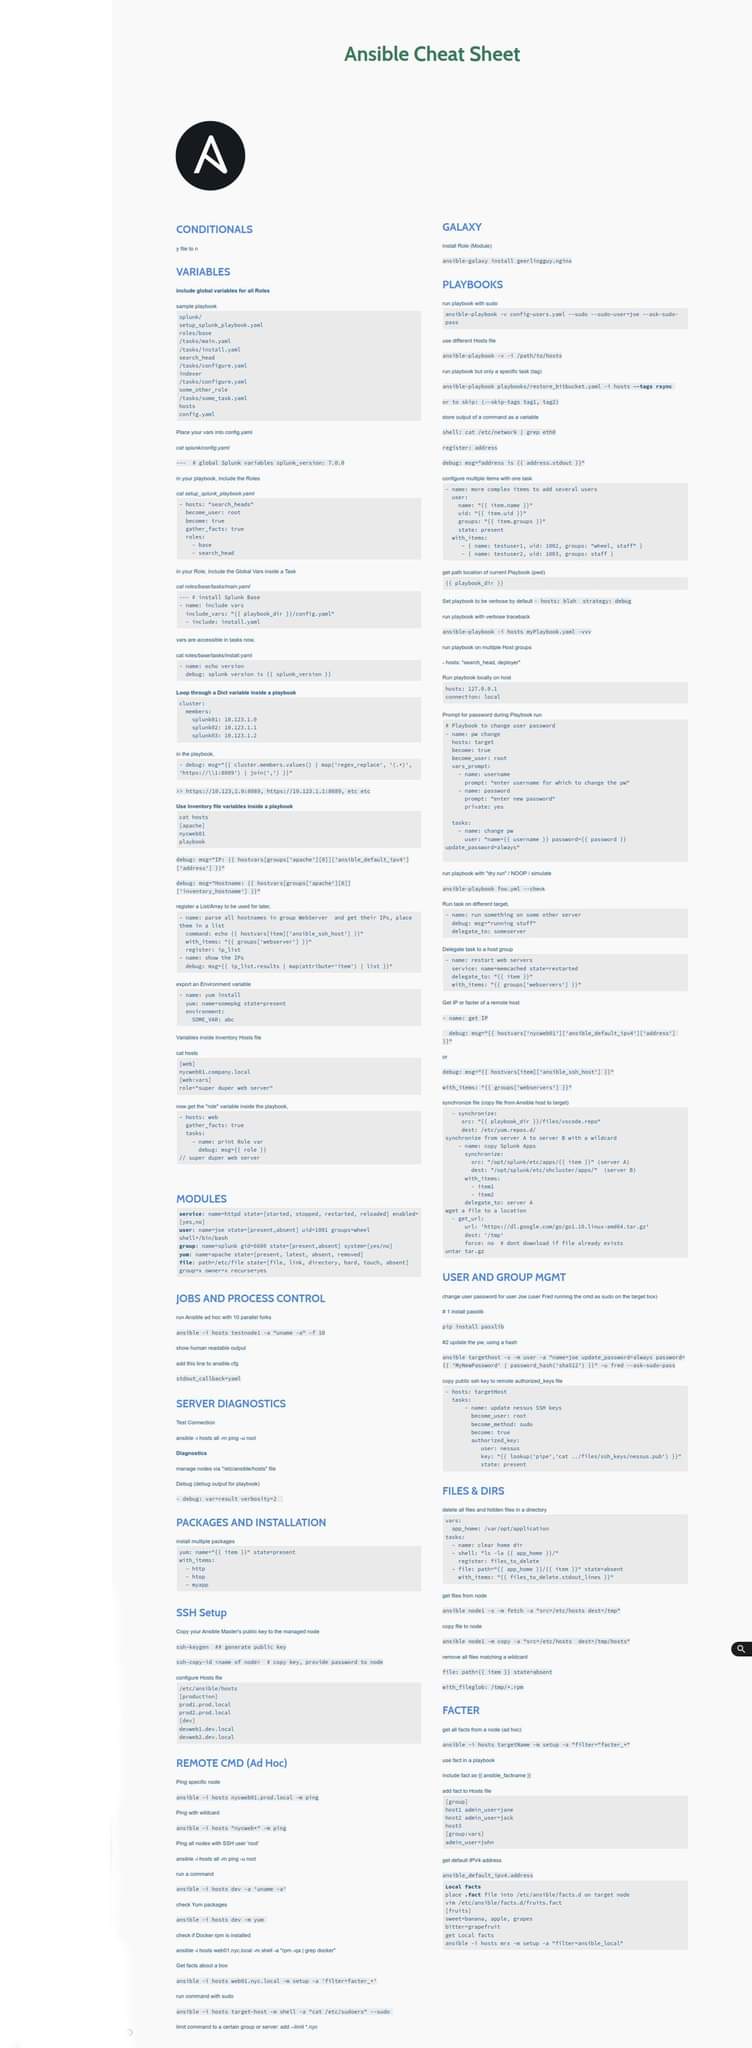 Ansible Cheat Sheet
CONDITIONALS
y file to n
VARIABLES
include global variables for all Roles
sample playbook
splunk/
setup_splunk_playbook.yaml
roles/base
/tasks/main.yaml
/tasks/install.yaml
search_head
/tasks/configure.yaml
indexer
/tasks/configure.yaml
some_other_role
/tasks/some_task.yaml
hosts
config.yaml
Place your vars into config.yaml
cat splunk/config.yaml
--- # global Splunk variables splunk_version: 7.0.0
in your playbook, include the Roles
cat setup_splunk_playbook.yaml
- hosts: "search_heads"
become_user: root
become: true
gather_facts: true
roles:
- base
- search_head
in your Role, include the Global Vars inside a Task
cat roles/base/tasks/main.yaml
--- # install Splunk Base
- name: include vars
include_vars: "{{ playbook_dir }}/config.yaml"
- include: install.yaml
vars are accessible in tasks now,
cat roles/base/tasks/install.yaml
- name: echo version
debug: splunk version is {{ splunk_version }}
Loop through a Dict variable inside a playbook
cluster:
members:
splunk01: 10.123.1.0
splunk02: 10.123.1.1
splunk03: 10.123.1.2
in the playbook,
- debug: msg="{{ cluster.members.values() | map('regex_replace', '(.*)',
'https://\\1:8089') | join(',') }}"
>> https://10.123.1.0:8089, https://10.123.1.1:8089, etc etc
Use Inventory file variables inside a playbook
cat hosts
[apache]
nycweb01
playbook
debug: msg="IP: {{ hostvars[groups['apache'][0]]['ansible_default_ipv4']
['address'] }}"
debug: msg="Hostname: {{ hostvars[groups['apache'][0]]
['inventory_hostname'] }}"
register a List/Array to be used for later,
- name: parse all hostnames in group WebServer and get their IPs, place
them in a list
command: echo {{ hostvars[item]['ansible_ssh_host'] }}"
with_items: "{{ groups['webserver'] }}"
register: ip_list
- name: show the IPs
debug: msg={{ ip_list.results | map(attribute='item') | list }}"
export an Environment variable
- name: yum install
yum: name=somepkg state=present
environment:
SOME_VAR: abc
Variables inside Inventory Hosts file
cat hosts
[web]
nycweb01.company.local
[web:vars]
role="super duper web server"
now get the "role" variable inside the playbook,
- hosts: web
gather_facts: true
tasks:
- name: print Role var
debug: msg={{ role }}
// super duper web server
MODULES
service: name=httpd state=[started, stopped, restarted, reloaded] enabled=
[yes,no]
user: name=joe state=[present,absent] uid=1001 groups=wheel
shell=/bin/bash
group: name=splunk gid=6600 state=[present,absent] system=[yes/no]
yum: name=apache state=[present, latest, absent, removed]
file: path=/etc/file state=[file, link, directory, hard, touch, absent]
group=x owner=x recurse=yes
JOBS AND PROCESS CONTROL
run Ansible ad hoc with 10 parallel forks
ansible -i hosts testnode1 -a "uname -a" -f 10
show human readable output
add this line to ansible.cfg
stdout_callback=yaml
SERVER DIAGNOSTICS
Test Connection
ansible -i hosts all -m ping -u root
Diagnostics
manage nodes via "/etc/ansible/hosts" file
Debug (debug output for playbook)
- debug: var=result verbosity=2
PACKAGES AND INSTALLATION
install multiple packages
yum: name="{{ item }}" state=present
with_items:
- http
- htop
- myapp
SSH Setup
Copy your Ansible Master's public key to the managed node
ssh-keygen ## generate public key
ssh-copy-id <name of node> # copy key, provide password to node
configure Hosts file
/etc/ansible/hosts
[production]
prod1.prod.local
prod2.prod.local
[dev]
devweb1.dev.local
devweb2.dev.local
REMOTE CMD (Ad Hoc)
Ping specific node
ansible -i hosts nycweb01.prod.local -m ping
Ping with wildcard
ansible -i hosts "nycweb*" -m ping
Ping all nodes with SSH user 'root'
ansible -i hosts all -m ping -u root
run a command
ansible -i hosts dev -a 'uname -a'
check Yum packages
ansible -i hosts dev -m yum
check if Docker rpm is installed
ansible -i hosts web01.nyc.local -m shell -a "rpm -qa | grep docker"
Get facts about a box
ansible -i hosts web01.nyc.local -m setup -a 'filter=facter_*'
run command with sudo
ansible -i hosts target-host -m shell -a "cat /etc/sudoers" --sudo
limit command to a certain group or server: add --limit *.nyc
GALAXY
install Role (Module)
ansible-galaxy install geerlingguy.nginx
PLAYBOOKS
run playbook with sudo
ansible-playbook -v config-users.yaml --sudo --sudo-user=joe --ask-sudo-
pass
use different Hosts file
ansible-playbook -v -i /path/to/hosts
run playbook but only a specific task (tag)
ansible-playbook playbooks/restore_bitbucket.yaml -i hosts --tags rsync
or to skip: (--skip-tags tag1, tag2)
store output of a command as a variable
shell: cat /etc/network | grep eth0
register: address
debug: msg="address is {{ address.stdout }}"
configure multiple items with one task
- name: more complex items to add several users
user:
name: "{{ item.name }}"
uid: "{{ item.uid }}"
groups: "{{ item.groups }}"
state: present
with_items:
- { name: testuser1, uid: 1002, groups: "wheel, staff" }
- { name: testuser2, uid: 1003, groups: staff }
get path location of current Playbook (pwd)
{{ playbook_dir }}
Set playbook to be verbose by default - hosts: blah strategy: debug
run playbook with verbose traceback
ansible-playbook -i hosts myPlaybook.yaml -vvv
run playbook on multiple Host groups
- hosts: "search_head, deployer"
Run playbook locally on host
hosts: 127.0.0.1
connection: local
Prompt for password during Playbook run
# Playbook to change user password
- name: pw change
hosts: target
become: true
become_user: root
vars_prompt:
- name: username
prompt: "enter username for which to change the pw"
- name: password
prompt: "enter new password"
private: yes
tasks:
- name: change pw
user: "name={{ username }} password={{ password }}
update_password=always"
run playbook with "dry run" / NOOP / simulate
ansible-playbook foo.yml --check
Run task on different target,
- name: run something on some other server
debug: msg="running stuff"
delegate_to: someserver
Delegate task to a host group
- name: restart web servers
service: name=memcached state=restarted
delegate_to: "{{ item }}"
with_items: "{{ groups['webservers'] }}"
Get IP or facter of a remote host
- name: get IP
debug: msg="{{ hostvars['nycweb01']['ansible_default_ipv4']['address']
}}"
or
debug: msg="{{ hostvars[item]['ansible_ssh_host'] }}"
with_items: "{{ groups['webservers'] }}"
synchronize file (copy file from Ansible host to target)
- synchronize:
src: "{{ playbook_dir }}/files/vscode.repo"
dest: /etc/yum.repos.d/
synchronize from server A to server B with a wildcard
- name: copy Splunk Apps
synchronize:
src: "/opt/splunk/etc/apps/{{ item }}" (server A)
dest: "/opt/splunk/etc/shcluster/apps/" (server B)
with_items:
- item1
- item2
delegate_to: server A
wget a file to a location
- get_url:
url: 'https://dl.google.com/go/go1.10.linux-amd64.tar.gz'
dest: '/tmp'
force: no # dont download if file already exists
untar tar.gz
USER AND GROUP MGMT
change user password for user Joe (user Fred running the cmd as sudo on the target box)
# 1 install passlib
pip install passlib
#2 update the pw, using a hash
ansible targethost -s -m user -a "name=joe update_password=always password=
{{ 'MyNewPassword' | password_hash('sha512') }}" -u fred --ask-sudo-pass
copy public ssh key to remote authorized_keys file
- hosts: targetHost
tasks:
- name: update nessus SSH keys
become_user: root
become_method: sudo
become: true
authorized_key:
user: nessus
key: "{{ lookup('pipe','cat ../files/ssh_keys/nessus.pub') }}"
state: present
FILES & DIRS
delete all files and hidden files in a directory
vars:
app_home: /var/opt/application
tasks:
- name: clear home dir
- shell: "ls -la {{ app_home }}/"
register: files_to_delete
- file: path="{{ app_home }}/{{ item }}" state=absent
with_items: "{{ files_to_delete.stdout_lines }}"
get files from node
ansible node1 -s -m fetch -a "src=/etc/hosts dest=/tmp"
copy file to node
ansible node1 -m copy -a "src=/etc/hosts dest=/tmp/hosts"
remove all files matching a wildcard
file: path={{ item }} state=absent
with_fileglob: /tmp/*.rpm
FACTER
get all facts from a node (ad hoc)
ansible -i hosts targetName -m setup -a "filter="facter_*"
use fact in a playbook
include fact as {{ ansible_factname }}
add fact to Hosts file
[group]
host1 admin_user=jane
host2 admin_user=jack
host3
[group:vars]
admin_user=john
get default IPV4 address
ansible_default_ipv4.address
Local facts
place .fact file into /etc/ansible/facts.d on target node
vim /etc/ansible/facts.d/fruits.fact
[fruits]
sweet=banana, apple, grapes
bitter=grapefruit
get Local facts
ansible -i hosts mrx -m setup -a "filter=ansible_local"